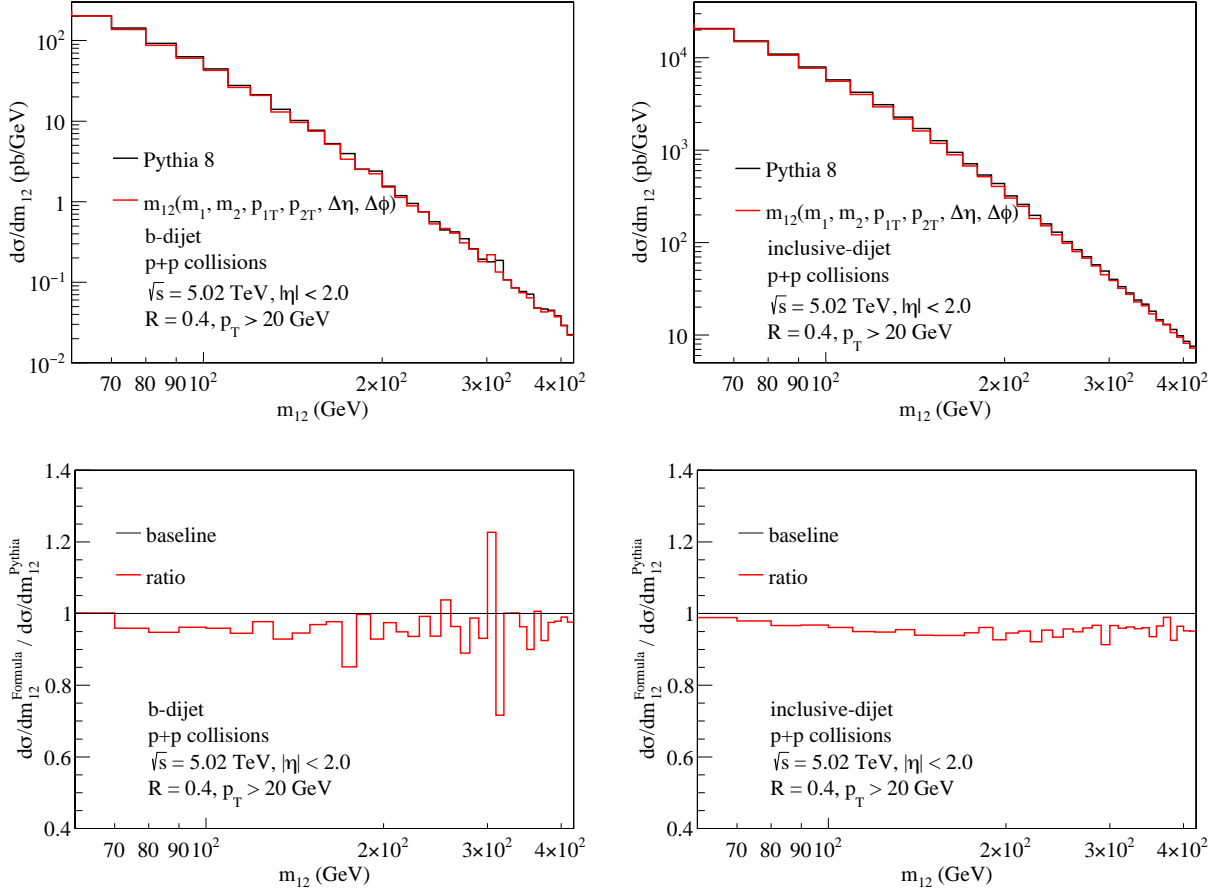 10²
10
1
10⁻¹
10⁻²
dσ/dm₁₂ (pb/GeV)
Pythia 8
m₁₂(m₁, m₂, p₁T, p₂T, Δη, Δϕ)
b-dijet
p+p collisions
√s = 5.02 TeV, |η| < 2.0
R = 0.4, p_T > 20 GeV
70 80 90 10² 2×10² 3×10² 4×10²
m₁₂ (GeV)
10⁴
10³
10²
10
dσ/dm₁₂ (pb/GeV)
Pythia 8
m₁₂(m₁, m₂, p₁T, p₂T, Δη, Δϕ)
inclusive-dijet
p+p collisions
√s = 5.02 TeV, |η| < 2.0
R = 0.4, p_T > 20 GeV
70 80 90 10² 2×10² 3×10² 4×10²
m₁₂ (GeV)
1.4
1.2
1
0.8
0.6
0.4
dσ/dm₁₂^Formula / dσ/dm₁₂^Pythia
baseline
ratio
b-dijet
p+p collisions
√s = 5.02 TeV, |η| < 2.0
R = 0.4, p_T > 20 GeV
70 80 90 10² 2×10² 3×10² 4×10²
m₁₂ (GeV)
1.4
1.2
1
0.8
0.6
0.4
dσ/dm₁₂^Formula / dσ/dm₁₂^Pythia
baseline
ratio
inclusive-dijet
p+p collisions
√s = 5.02 TeV, |η| < 2.0
R = 0.4, p_T > 20 GeV
70 80 90 10² 2×10² 3×10² 4×10²
m₁₂ (GeV)